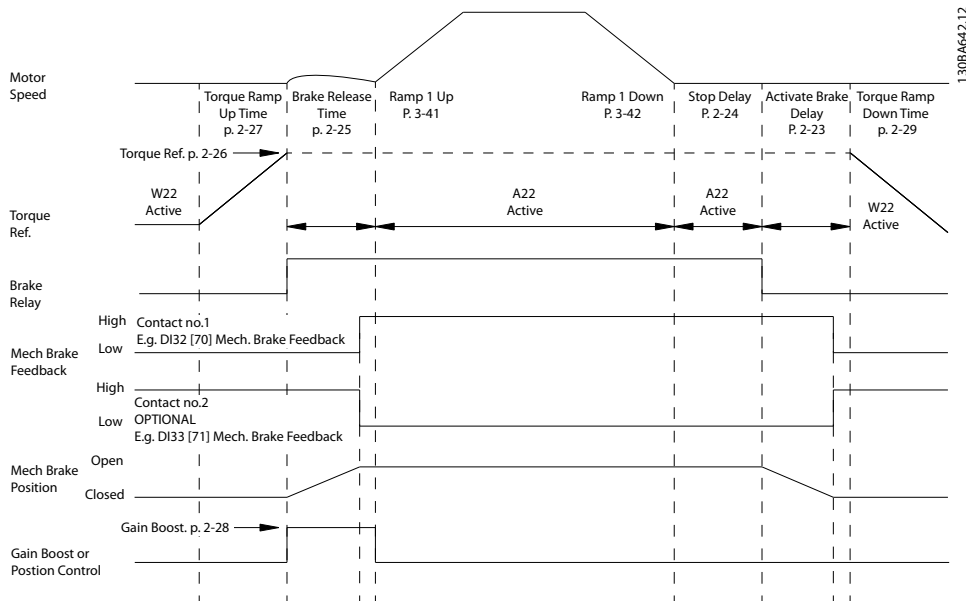 130BA642.12
Motor
Speed
Torque Ramp
Up Time
p. 2-27
Brake Release
Time
p. 2-25
Ramp 1 Up
P. 3-41
Ramp 1 Down
P. 3-42
Stop Delay
P. 2-24
Activate Brake
Delay
P. 2-23
Torque Ramp
Down Time
p. 2-29
Torque Ref. p. 2-26
W22
Active
A22
Active
A22
Active
W22
Active
Torque
Ref.
Brake
Relay
High
Contact no.1
E.g. DI32 [70] Mech. Brake Feedback
Low
Mech Brake
Feedback
High
Contact no.2
OPTIONAL
Low
E.g. DI33 [71] Mech. Brake Feedback
Open
Mech Brake
Position
Closed
Gain Boost. p. 2-28
Gain Boost or
Postion Control